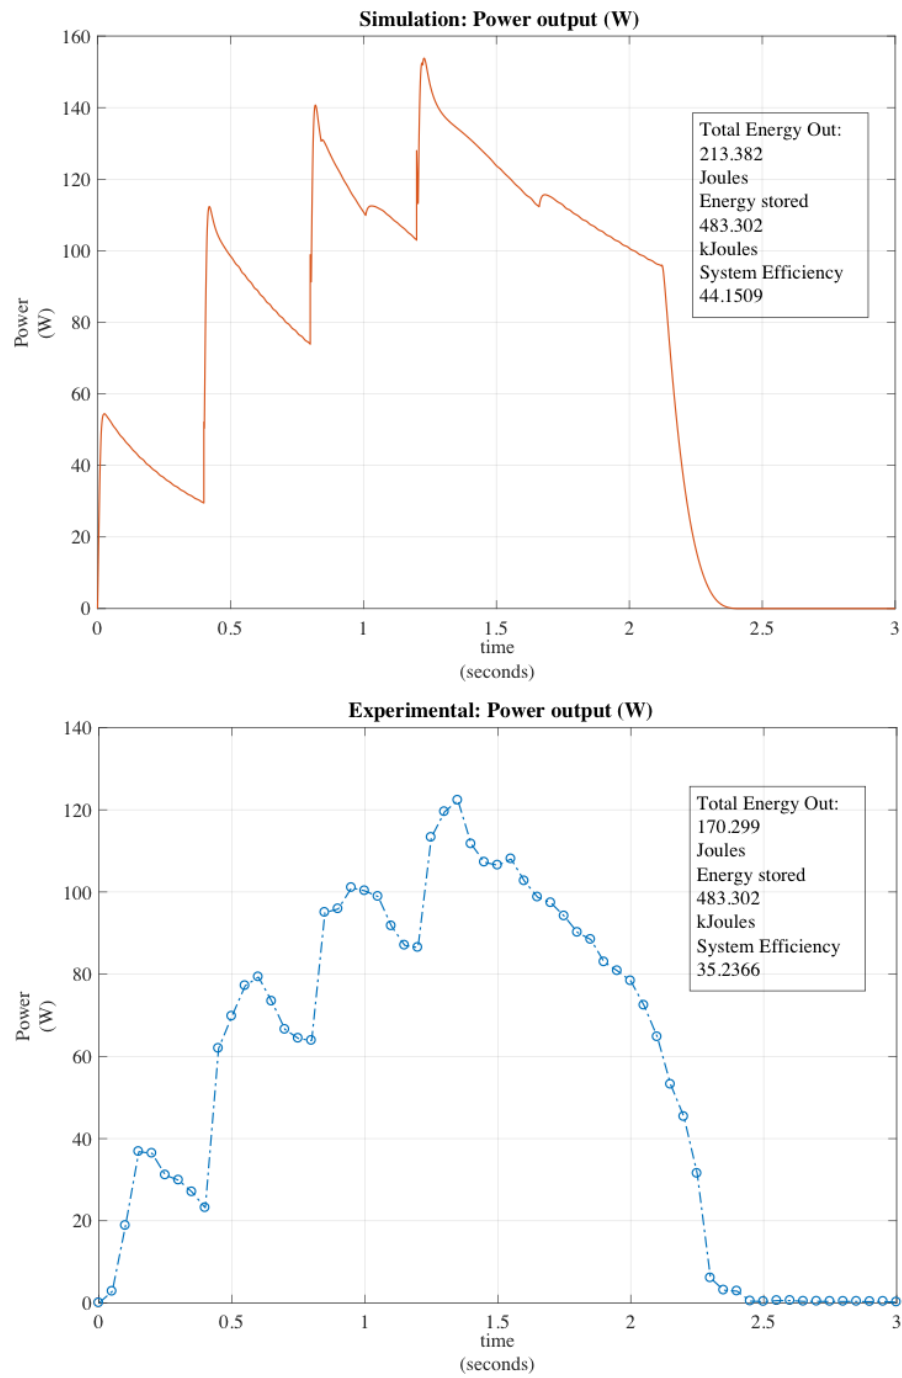 Simulation: Power output (W)
160
140
120
100
80
60
40
20
0
Power
(W)
Total Energy Out:
213.382
Joules
Energy stored
483.302
kJoules
System Efficiency
44.1509
0 0.5 1 1.5 2 2.5 3
time
(seconds)
Experimental: Power output (W)
140
120
100
80
60
40
20
0
Power
(W)
Total Energy Out:
170.299
Joules
Energy stored
483.302
kJoules
System Efficiency
35.2366
0 0.5 1 1.5 2 2.5 3
time
(seconds)